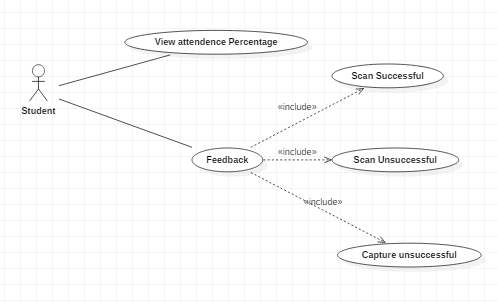 View attendence Percentage
Student
Scan Successful
«include»
Feedback
«include»
Scan Unsuccessful
«include»
Capture unsuccessful